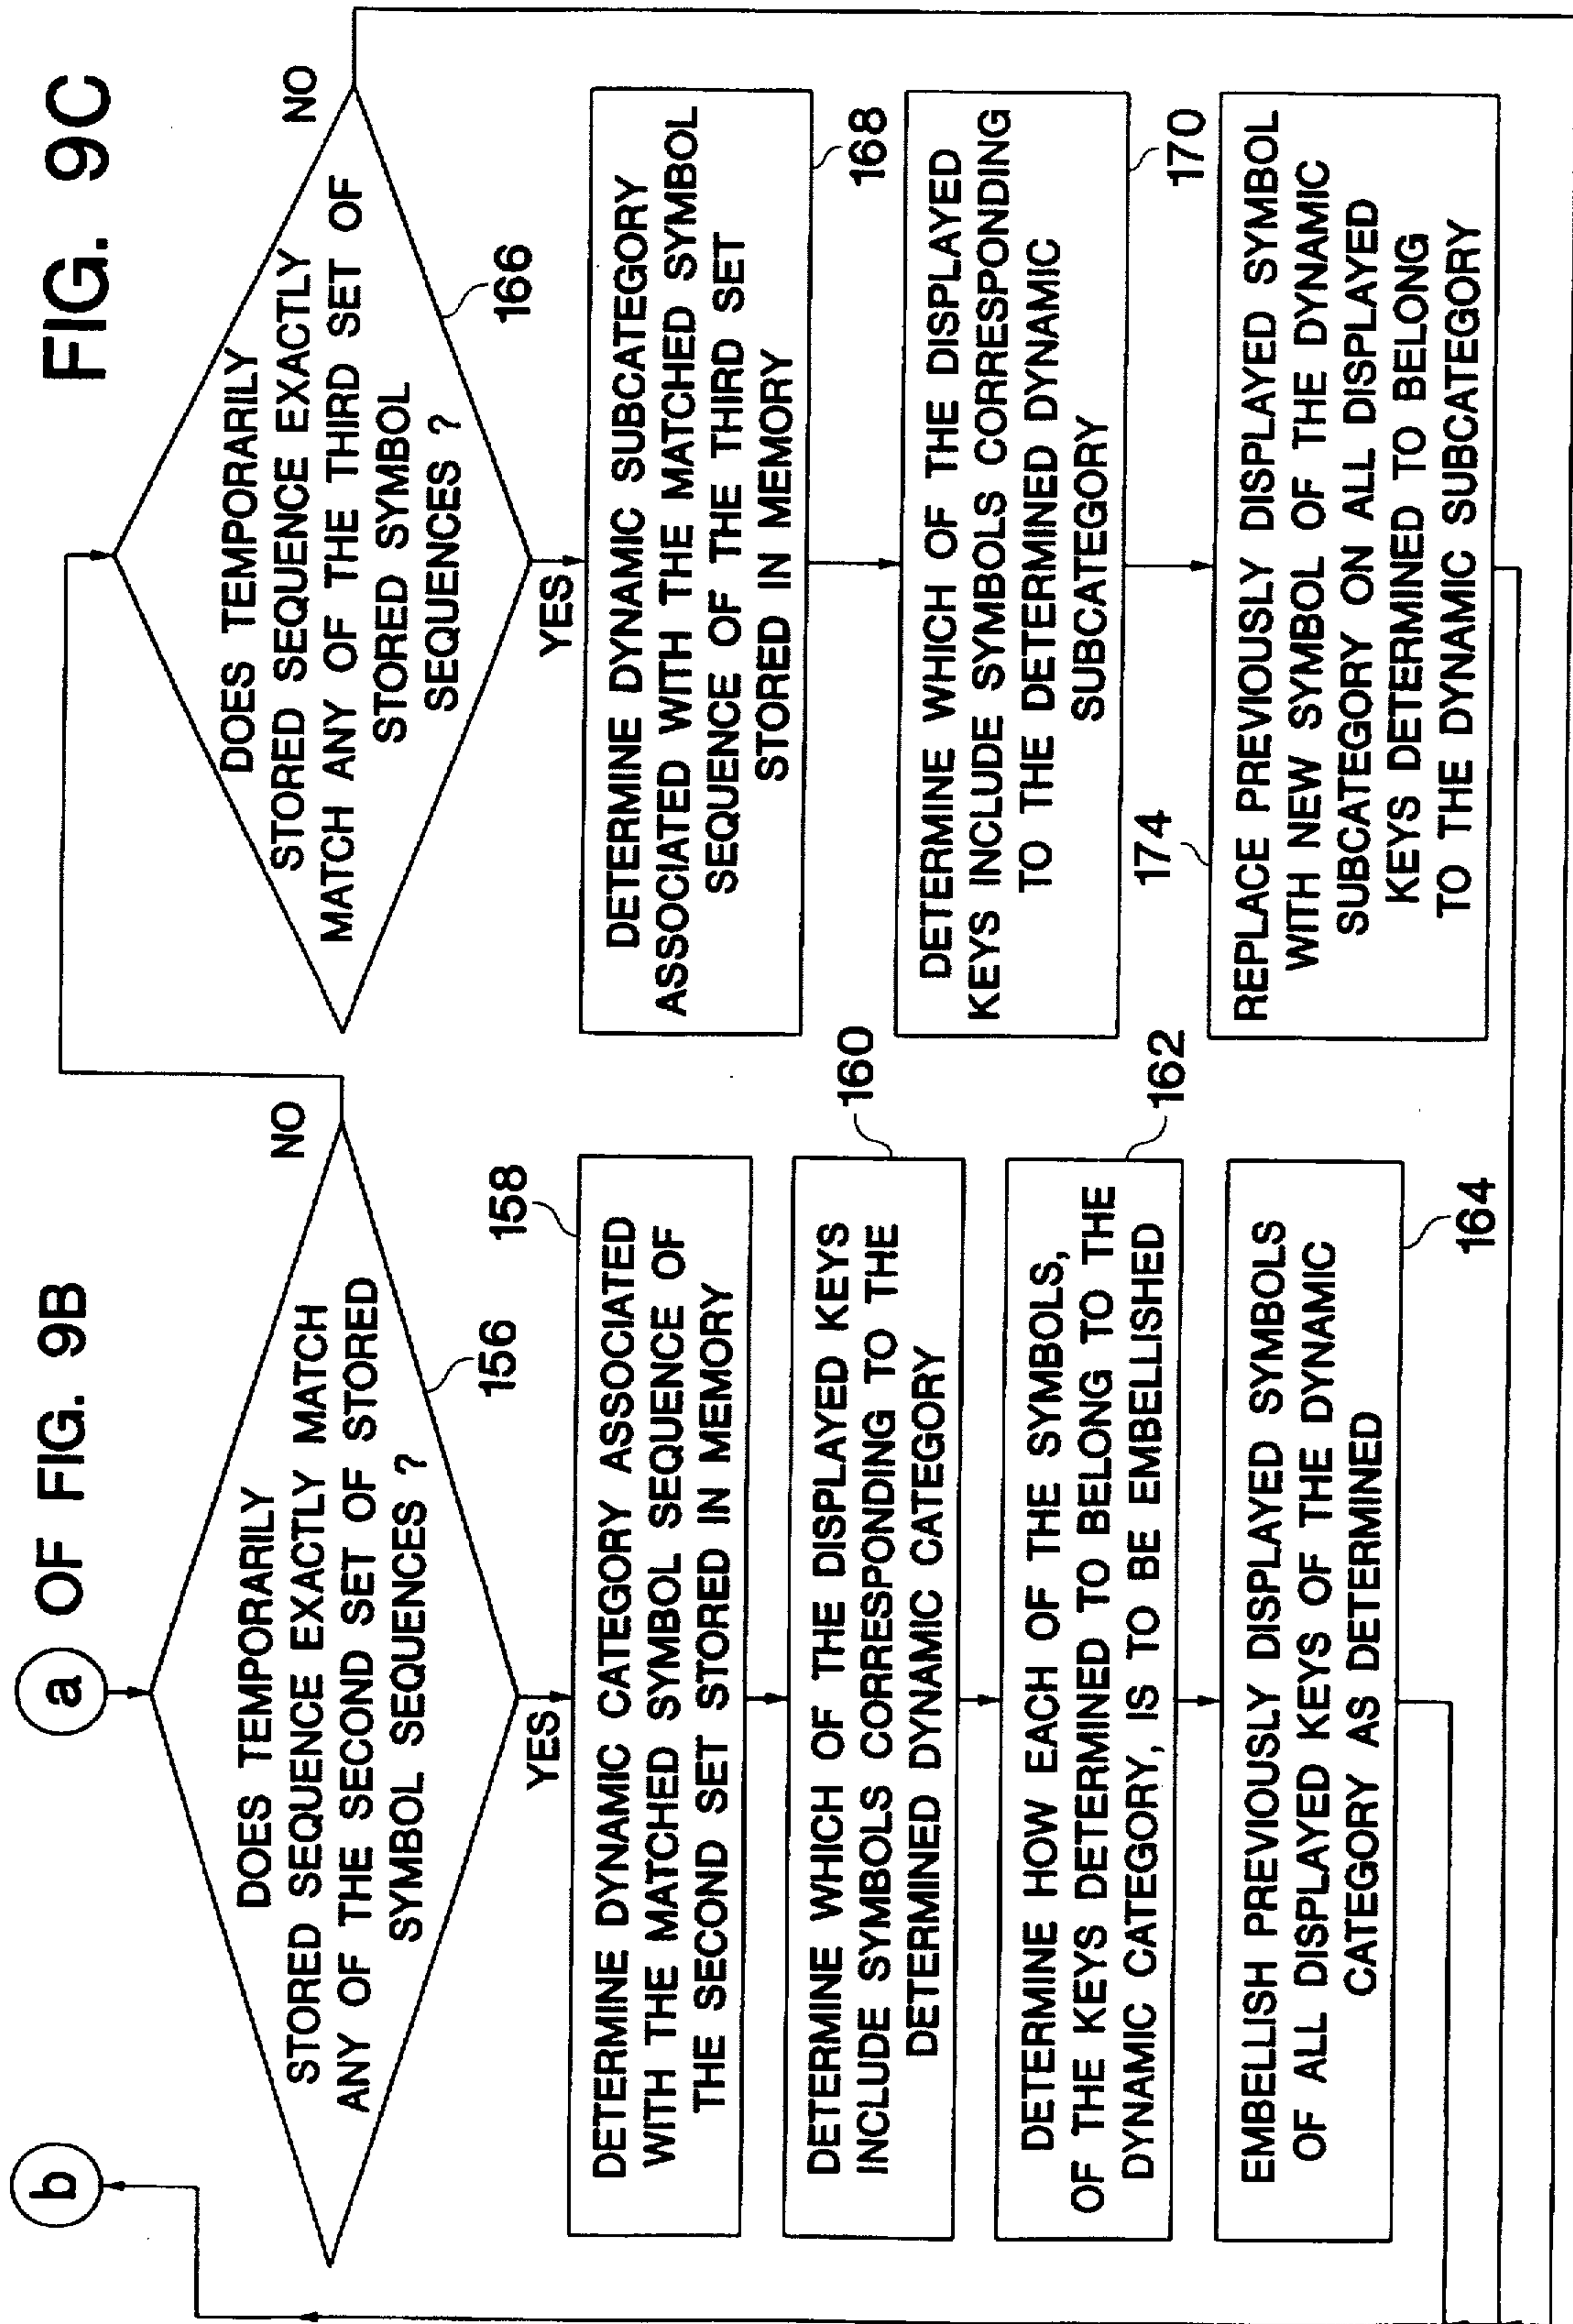 FIG. 9C
a OF FIG. 9B
b
DOES TEMPORARILY
STORED SEQUENCE EXACTLY MATCH
ANY OF THE SECOND SET OF STORED
SYMBOL SEQUENCES ?
156
NO
YES
158
DETERMINE DYNAMIC CATEGORY ASSOCIATED
WITH THE MATCHED SYMBOL SEQUENCE OF
THE SECOND SET STORED IN MEMORY
160
DETERMINE WHICH OF THE DISPLAYED KEYS
INCLUDE SYMBOLS CORRESPONDING TO THE
DETERMINED DYNAMIC CATEGORY
162
DETERMINE HOW EACH OF THE SYMBOLS,
OF THE KEYS DETERMINED TO BELONG TO THE
DYNAMIC CATEGORY, IS TO BE EMBELLISHED
EMBELLISH PREVIOUSLY DISPLAYED SYMBOLS
OF ALL DISPLAYED KEYS OF THE DYNAMIC
CATEGORY AS DETERMINED
164
DOES TEMPORARILY
STORED SEQUENCE EXACTLY
MATCH ANY OF THE THIRD SET OF
STORED SYMBOL
SEQUENCES ?
166
NO
YES
DETERMINE DYNAMIC SUBCATEGORY
ASSOCIATED WITH THE MATCHED SYMBOL
SEQUENCE OF THE THIRD SET
STORED IN MEMORY
168
DETERMINE WHICH OF THE DISPLAYED
KEYS INCLUDE SYMBOLS CORRESPONDING
TO THE DETERMINED DYNAMIC
SUBCATEGORY
170
174
REPLACE PREVIOUSLY DISPLAYED SYMBOL
WITH NEW SYMBOL OF THE DYNAMIC
SUBCATEGORY ON ALL DISPLAYED
KEYS DETERMINED TO BELONG
TO THE DYNAMIC SUBCATEGORY